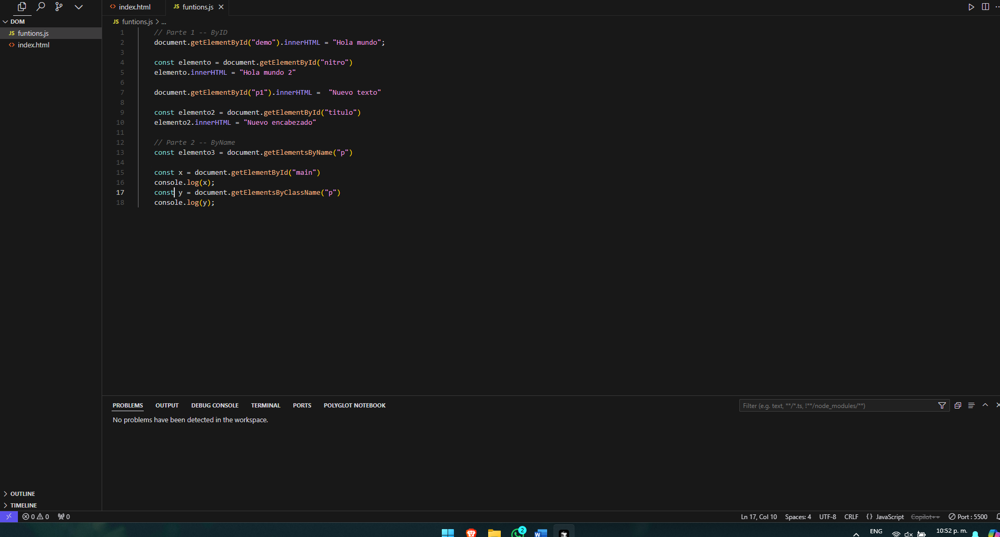 index.html
JS funtions.js
DOM
JS funtions.js
index.html
JS funtions.js > ...
1 // Parte 1 -- ByID
2 document.getElementById("demo").innerHTML = "Hola mundo";
3
4 const elemento = document.getElementById("nitro")
5 elemento.innerHTML = "Hola mundo 2"
6
7 document.getElementById("p1").innerHTML =  "Nuevo texto"
8
9 const elemento2 = document.getElementById("titulo")
10 elemento2.innerHTML = "Nuevo encabezado"
11
12 // Parte 2 -- ByName
13 const elemento3 = document.getElementsByName("p")
14
15 const x = document.getElementById("main")
16 console.log(x);
17 const y = document.getElementsByClassName("p")
18 console.log(y);
PROBLEMS OUTPUT DEBUG CONSOLE TERMINAL PORTS POLYGLOT NOTEBOOK
Filter (e.g. text, **/*.ts, !**/node_modules/**)
No problems have been detected in the workspace.
OUTLINE
TIMELINE
0 0 0
Ln 17, Col 10 Spaces: 4 UTF-8 CRLF {} JavaScript Copilot++ Port : 5500
2
W
ENG
10:52 p. m.